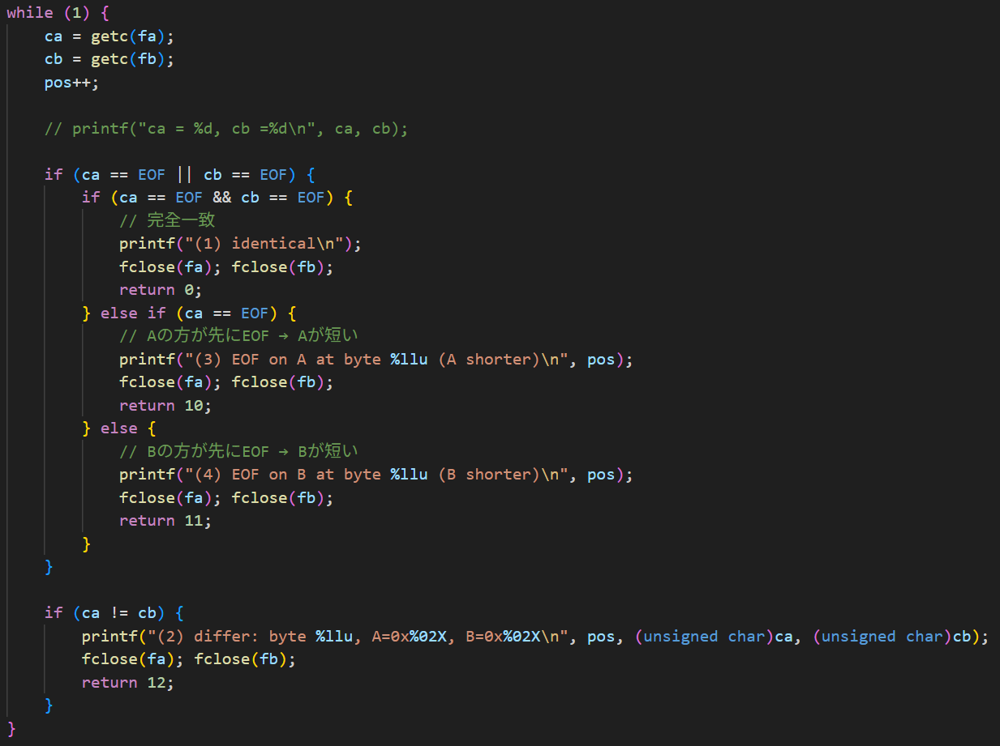 while (1) {
    ca = getc(fa);
    cb = getc(fb);
    pos++;

    // printf("ca = %d, cb =%d\n", ca, cb);

    if (ca == EOF || cb == EOF) {
        if (ca == EOF && cb == EOF) {
            // 完全一致
            printf("(1) identical\n");
            fclose(fa); fclose(fb);
            return 0;
        } else if (ca == EOF) {
            // Aの方が先にEOF → Aが短い
            printf("(3) EOF on A at byte %llu (A shorter)\n", pos);
            fclose(fa); fclose(fb);
            return 10;
        } else {
            // Bの方が先にEOF → Bが短い
            printf("(4) EOF on B at byte %llu (B shorter)\n", pos);
            fclose(fa); fclose(fb);
            return 11;
        }
    }

    if (ca != cb) {
        printf("(2) differ: byte %llu, A=0x%02X, B=0x%02X\n", pos, (unsigned char)ca, (unsigned char)cb);
        fclose(fa); fclose(fb);
        return 12;
    }
}